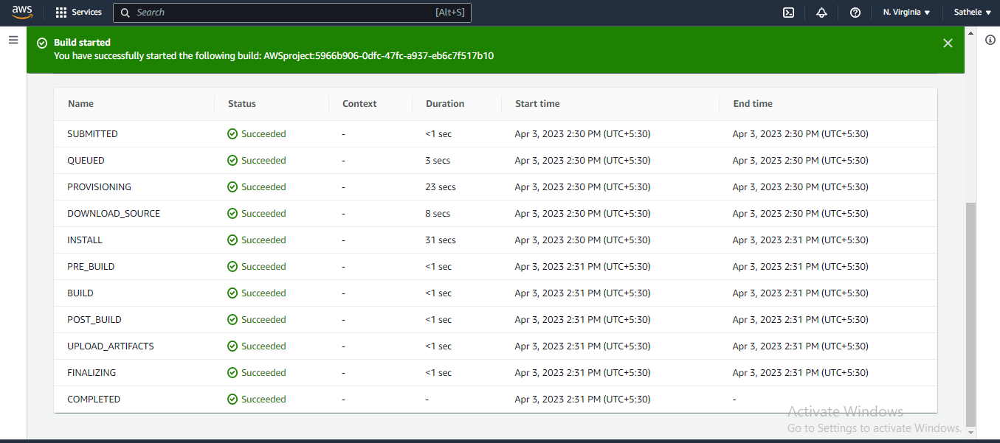 aws Services Search [Alt+S] N. Virginia Sathele
Build started
You have successfully started the following build: AWSproject:5966b906-0dfc-47fc-a937-eb6c7f517b10
Name Status Context Duration Start time End time
SUBMITTED Succeeded - <1 sec Apr 3, 2023 2:30 PM (UTC+5:30) Apr 3, 2023 2:30 PM (UTC+5:30)
QUEUED Succeeded - 3 secs Apr 3, 2023 2:30 PM (UTC+5:30) Apr 3, 2023 2:30 PM (UTC+5:30)
PROVISIONING Succeeded - 23 secs Apr 3, 2023 2:30 PM (UTC+5:30) Apr 3, 2023 2:30 PM (UTC+5:30)
DOWNLOAD_SOURCE Succeeded - 8 secs Apr 3, 2023 2:30 PM (UTC+5:30) Apr 3, 2023 2:30 PM (UTC+5:30)
INSTALL Succeeded - 31 secs Apr 3, 2023 2:30 PM (UTC+5:30) Apr 3, 2023 2:31 PM (UTC+5:30)
PRE_BUILD Succeeded - <1 sec Apr 3, 2023 2:31 PM (UTC+5:30) Apr 3, 2023 2:31 PM (UTC+5:30)
BUILD Succeeded - <1 sec Apr 3, 2023 2:31 PM (UTC+5:30) Apr 3, 2023 2:31 PM (UTC+5:30)
POST_BUILD Succeeded - <1 sec Apr 3, 2023 2:31 PM (UTC+5:30) Apr 3, 2023 2:31 PM (UTC+5:30)
UPLOAD_ARTIFACTS Succeeded - <1 sec Apr 3, 2023 2:31 PM (UTC+5:30) Apr 3, 2023 2:31 PM (UTC+5:30)
FINALIZING Succeeded - <1 sec Apr 3, 2023 2:31 PM (UTC+5:30) Apr 3, 2023 2:31 PM (UTC+5:30)
COMPLETED Succeeded - - Apr 3, 2023 2:31 PM (UTC+5:30) -
Activate Windows
Go to Settings to activate Windows.